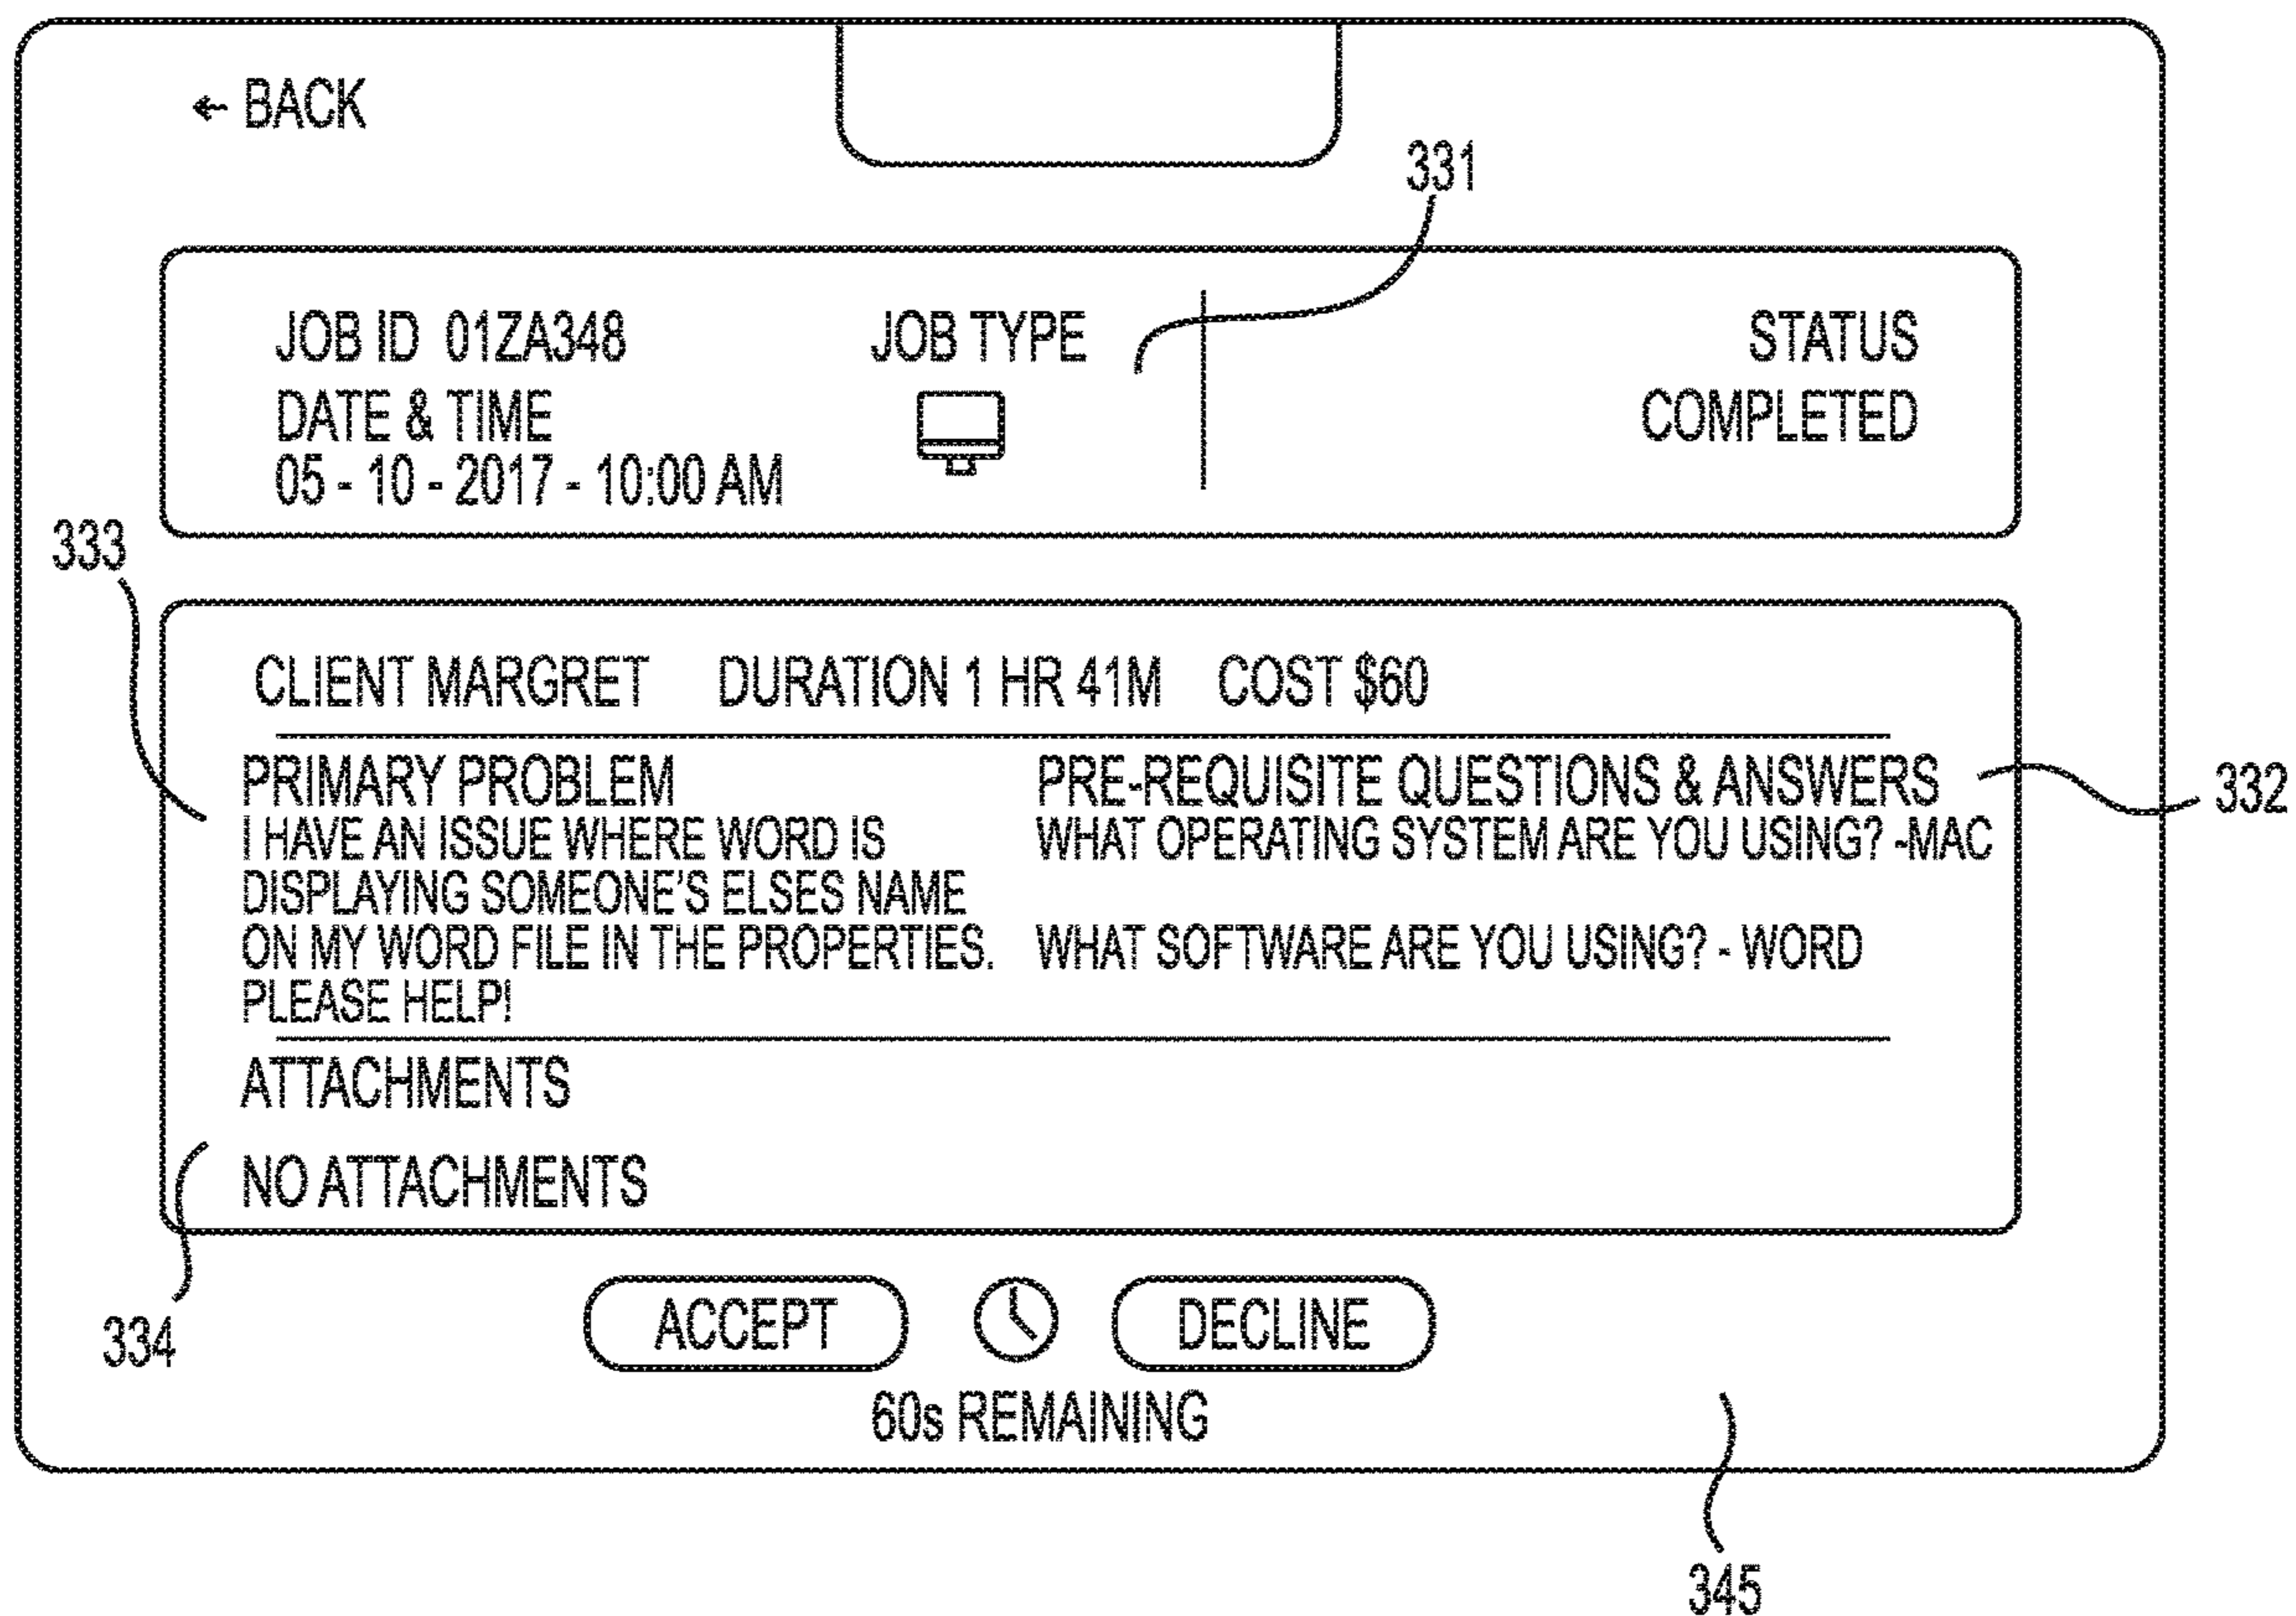 ← BACK
331
JOB ID 01ZA348
JOB TYPE
STATUS
DATE & TIME
COMPLETED
05 - 10 - 2017 - 10:00 AM
333
CLIENT MARGRET DURATION 1 HR 41M COST $60
PRIMARY PROBLEM
I HAVE AN ISSUE WHERE WORD IS
DISPLAYING SOMEONE'S ELSES NAME
ON MY WORD FILE IN THE PROPERTIES.
PLEASE HELP!
PRE-REQUISITE QUESTIONS & ANSWERS
WHAT OPERATING SYSTEM ARE YOU USING? -MAC
WHAT SOFTWARE ARE YOU USING? - WORD
332
ATTACHMENTS
NO ATTACHMENTS
334
ACCEPT
DECLINE
60s REMAINING
345